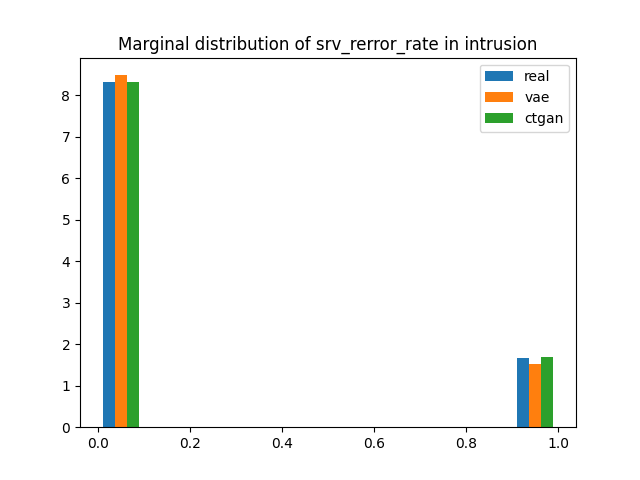 Marginal distribution of srv_rerror_rate in intrusion
real
vae
ctgan
8
7
6
5
4
3
2
1
0
0.0 0.2 0.4 0.6 0.8 1.0